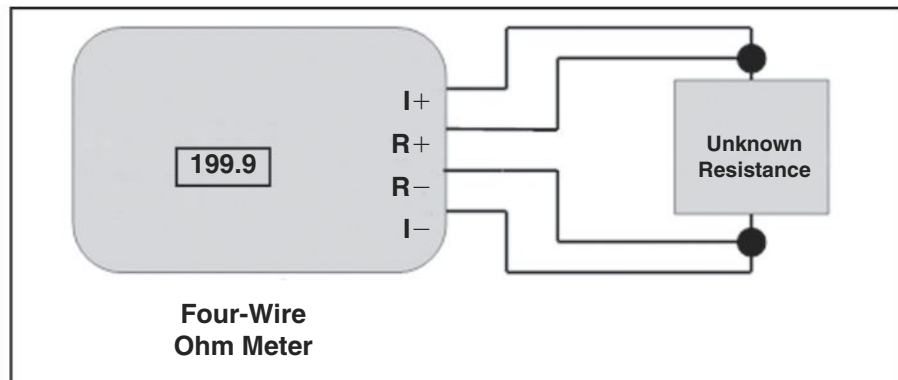 I+
R+
199.9
R−
I−
Unknown
Resistance
Four-Wire
Ohm Meter